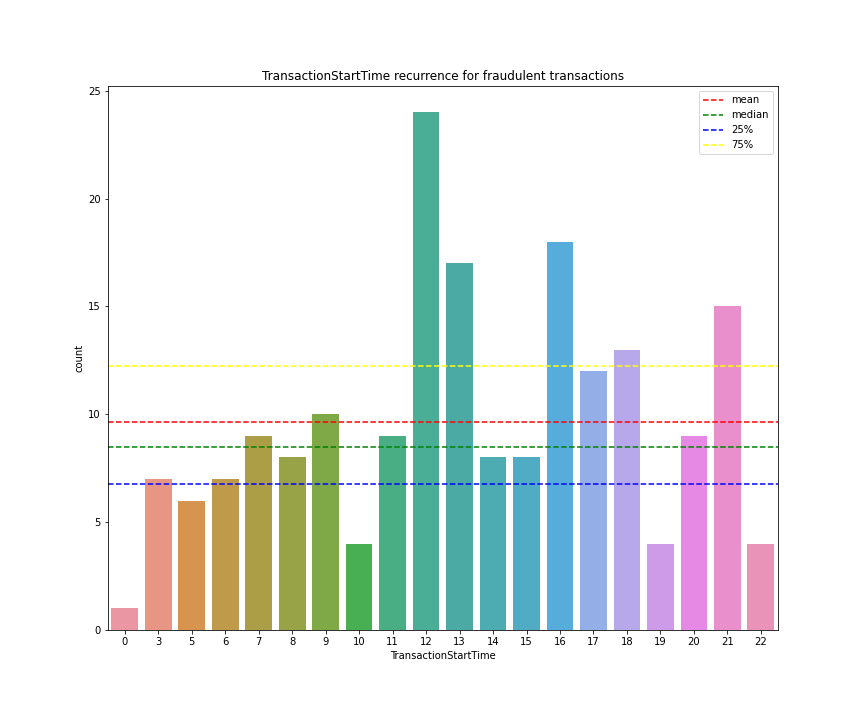 TransactionStartTime recurrence for fraudulent transactions
mean
median
25%
75%
25
20
15
10
5
0
count
0 3 5 6 7 8 9 10 11 12 13 14 15 16 17 18 19 20 21 22
TransactionStartTime